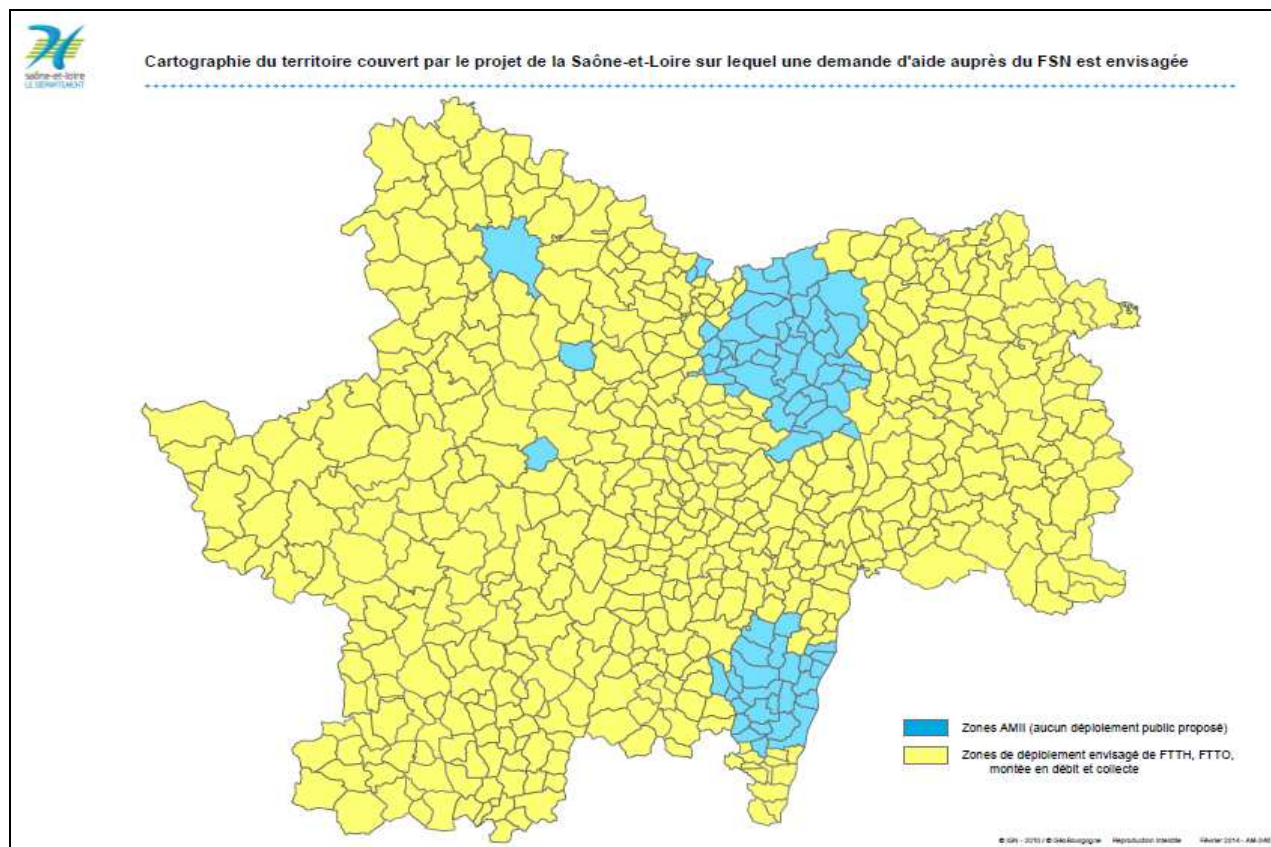 saône-et-loire
LE DÉPARTEMENT
Cartographie du territoire couvert par le projet de la Saône-et-Loire sur lequel une demande d'aide auprès du FSN est envisagée
Zones AMII (aucun déploiement public proposé)
Zones de déploiement envisagé de FTTH, FTTO,
montée en débit et collecte
© IGN - 2010 / © GéoBourgogne Reproduction Interdite Février 2014 -